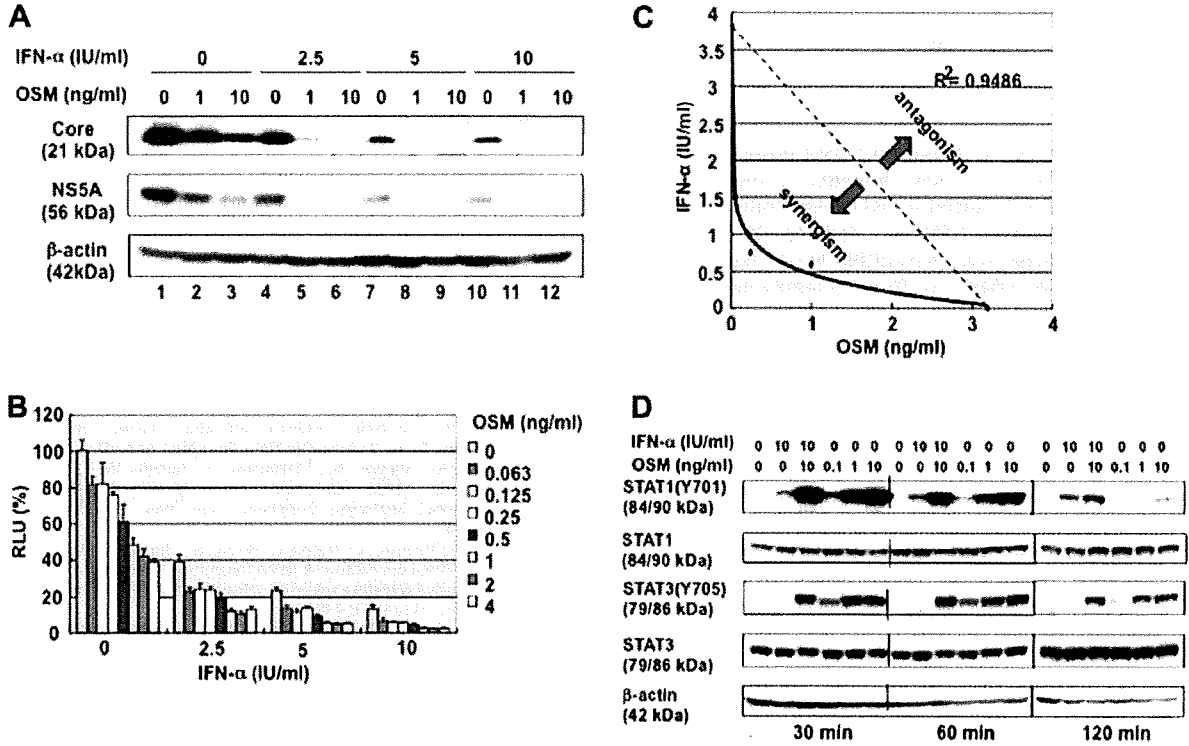 A
IFN-α (IU/ml) 0 2.5 5 10
OSM (ng/ml) 0 1 10 0 1 10 0 1 10 0 1 10
Core
(21 kDa)
NS5A
(56 kDa)
β-actin
(42kDa)
1 2 3 4 5 6 7 8 9 10 11 12
B
120
100
80
60
40
20
0
RLU (%)
0 2.5 5 10
IFN-α (IU/ml)
OSM (ng/ml)
0
0.063
0.125
0.25
0.5
1
2
4
C
4
3.5
3
2.5
2
1.5
1
0.5
0
IFN-α (IU/ml)
R2= 0.9486
antagonism
synergism
0 1 2 3 4
OSM (ng/ml)
D
IFN-α (IU/ml) 0 10 10 0 0 0 0 10 10 0 0 0 0 10 10 0 0 0
OSM (ng/ml) 0 0 10 0.1 1 10 0 0 10 0.1 1 10 0 0 10 0.1 1 10
STAT1(Y701)
(84/90 kDa)
STAT1
(84/90 kDa)
STAT3(Y705)
(79/86 kDa)
STAT3
(79/86 kDa)
β-actin
(42 kDa)
30 min 60 min 120 min